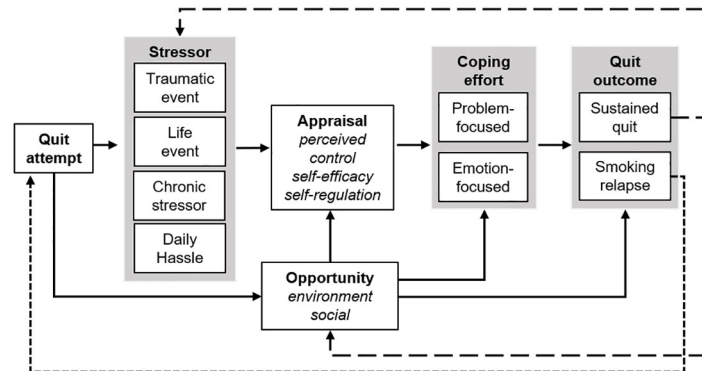 Quit
attempt
Stressor
Traumatic
event
Life
event
Chronic
stressor
Daily
Hassle
Appraisal
perceived
control
self-efficacy
self-regulation
Opportunity
environment
social
Coping
effort
Problem-
focused
Emotion-
focused
Quit
outcome
Sustained
quit
Smoking
relapse